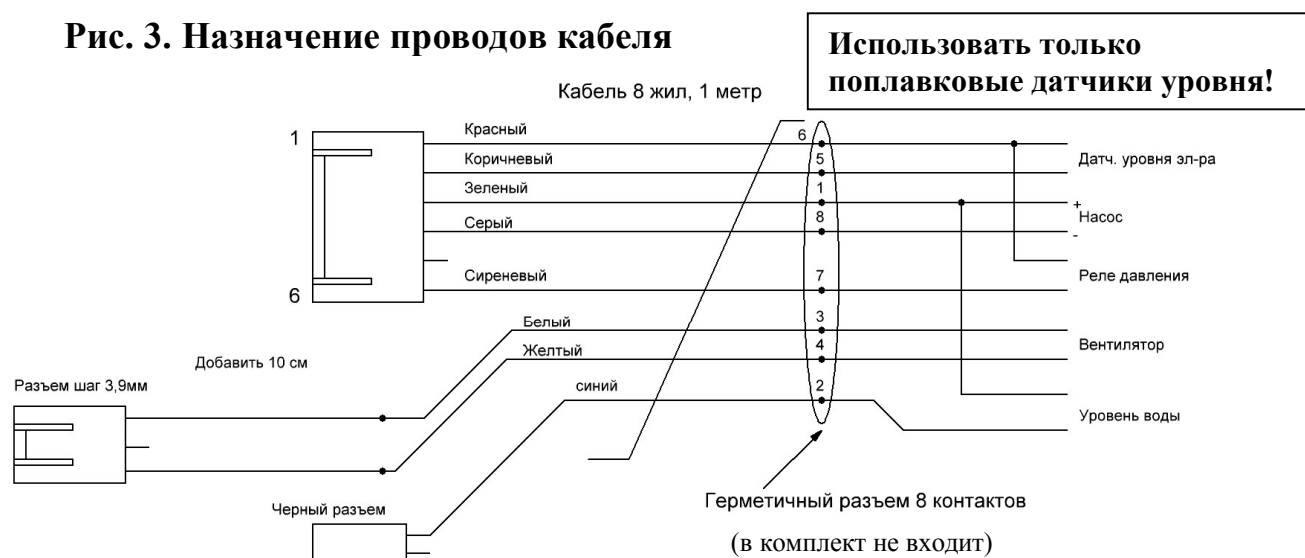 Рис. 3. Назначение проводов кабеля
Использовать только
поплавковые датчики уровня!
Кабель 8 жил, 1 метр
1
Красный
6
Коричневый
5
Датч. уровня эл-ра
Зеленый
1
+
Серый
8
Насос
-
Сиреневый
7
Реле давления
6
Белый
3
Добавить 10 см
Желтый
4
Вентилятор
Разъем шаг 3,9мм
синий
2
Уровень воды
Черный разъем
Герметичный разъем 8 контактов
(в комплект не входит)